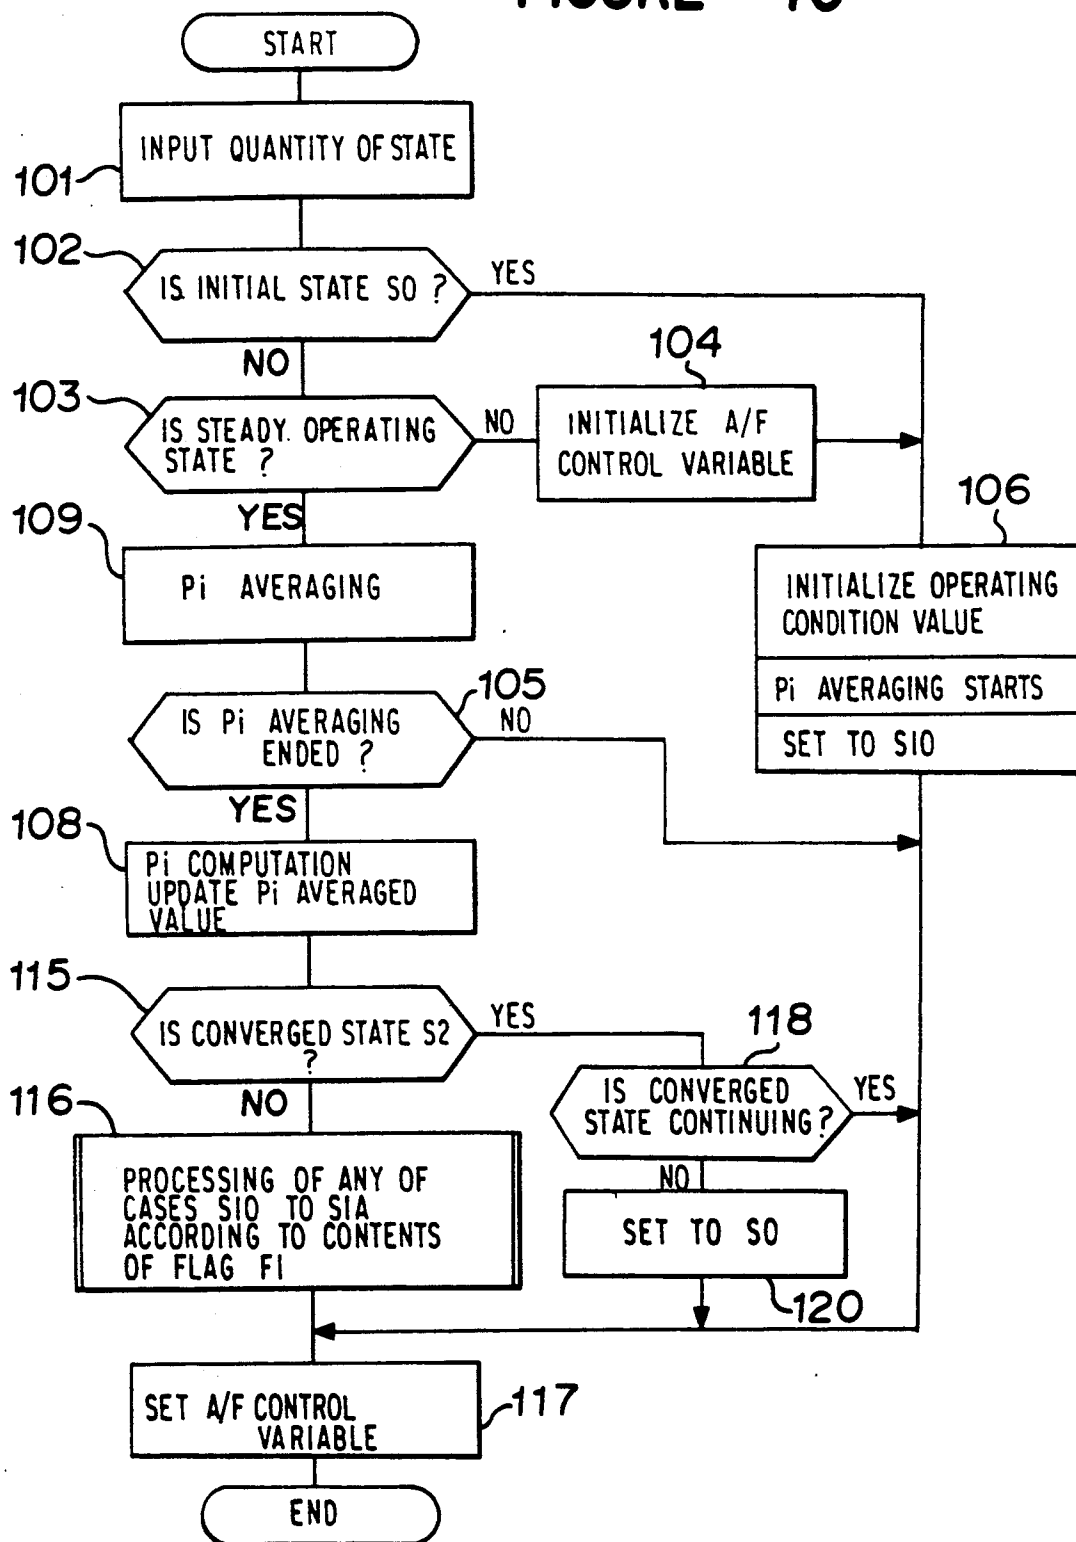 START
INPUT QUANTITY OF STATE
101
102
IS INITIAL STATE S0 ?
YES
NO
104
103
IS STEADY. OPERATING
STATE ?
NO
INITIALIZE A/F
CONTROL VARIABLE
YES
106
109
Pi AVERAGING
INITIALIZE OPERATING
CONDITION VALUE
Pi AVERAGING STARTS
SET TO S10
105
IS Pi AVERAGING
ENDED ?
NO
YES
108
Pi COMPUTATION
UPDATE Pi AVERAGED
VALUE
115
IS CONVERGED STATE S2
?
YES
118
IS CONVERGED
STATE CONTINUING ?
YES
NO
116
NO
PROCESSING OF ANY OF
CASES S10 TO S1A
ACCORDING TO CONTENTS
OF FLAG F1
SET TO S0
120
SET A/F CONTROL
VARIABLE
117
END